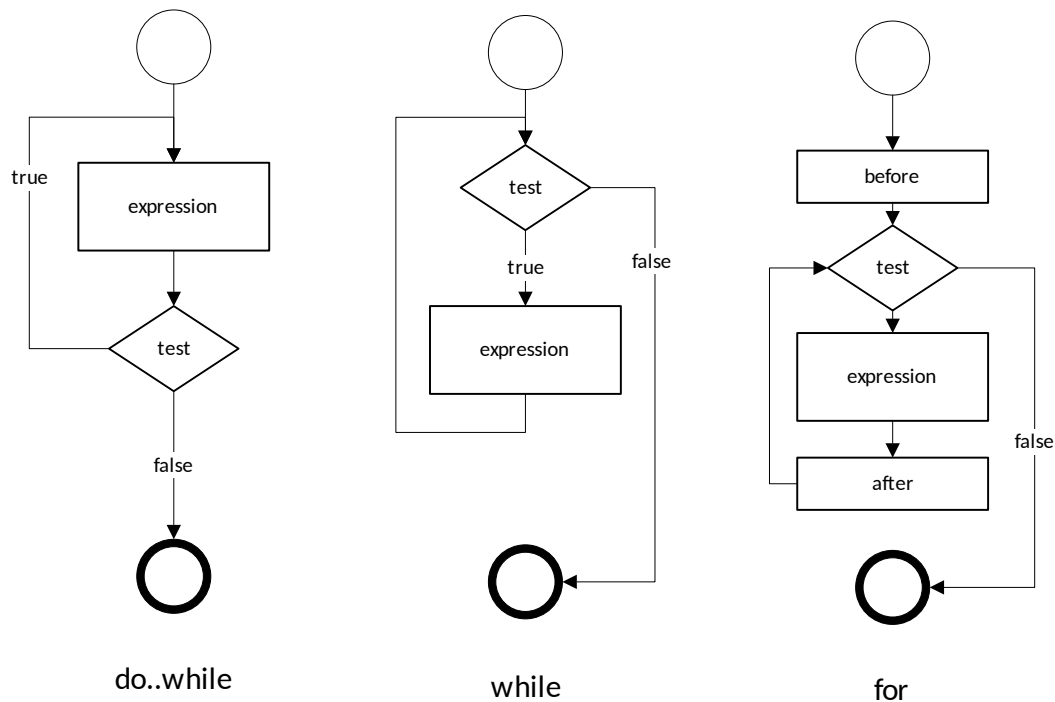 true
expression
test
false
do..while
test
true
false
expression
while
before
test
expression
false
after
for